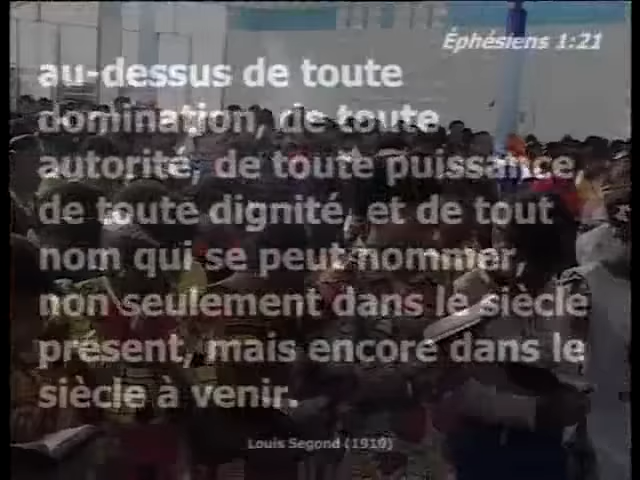 Éphésiens 1:21
au-dessus de toute
domination, de toute
autorité, de toute puissance,
de toute dignité, et de tout
nom qui se peut nommer,
non seulement dans le siècle
présent, mais encore dans le
siècle à venir.
Louis Segond (1910)